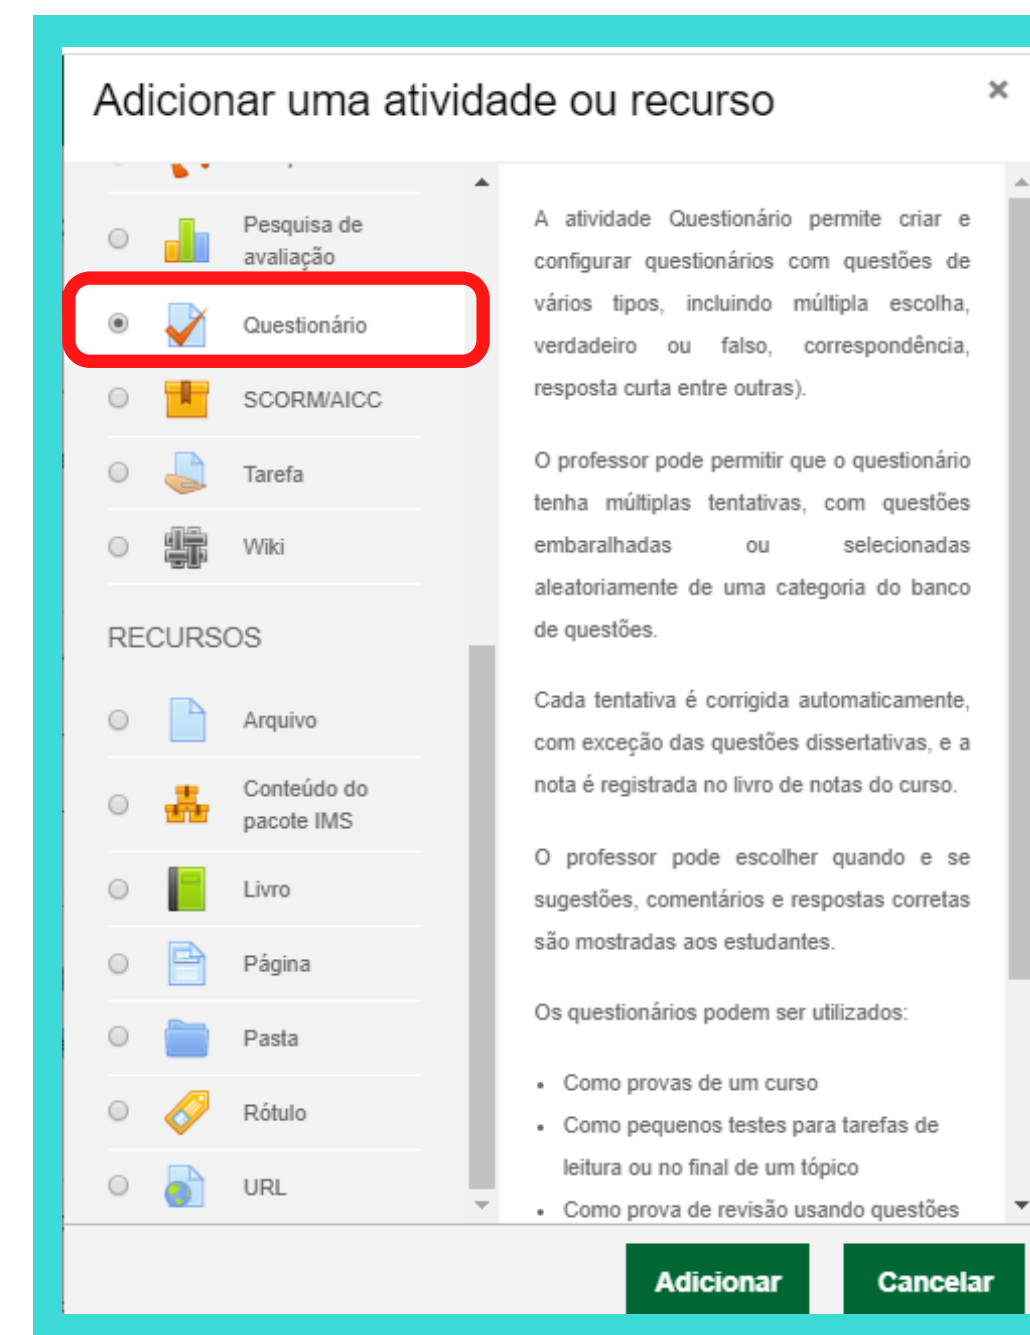 Adicionar uma atividade ou recurso
×
Pesquisa de
avaliação
Questionário
SCORM/AICC
Tarefa
Wiki
RECURSOS
Arquivo
Conteúdo do
pacote IMS
Livro
Página
Pasta
Rótulo
URL
A atividade Questionário permite criar e
configurar questionários com questões de
vários tipos, incluindo múltipla escolha,
verdadeiro ou falso, correspondência,
resposta curta entre outras).
O professor pode permitir que o questionário
tenha múltiplas tentativas, com questões
embaralhadas ou selecionadas
aleatoriamente de uma categoria do banco
de questões.
Cada tentativa é corrigida automaticamente,
com exceção das questões dissertativas, e a
nota é registrada no livro de notas do curso.
O professor pode escolher quando e se
sugestões, comentários e respostas corretas
são mostradas aos estudantes.
Os questionários podem ser utilizados:
• Como provas de um curso
• Como pequenos testes para tarefas de
leitura ou no final de um tópico
• Como prova de revisão usando questões
Adicionar
Cancelar